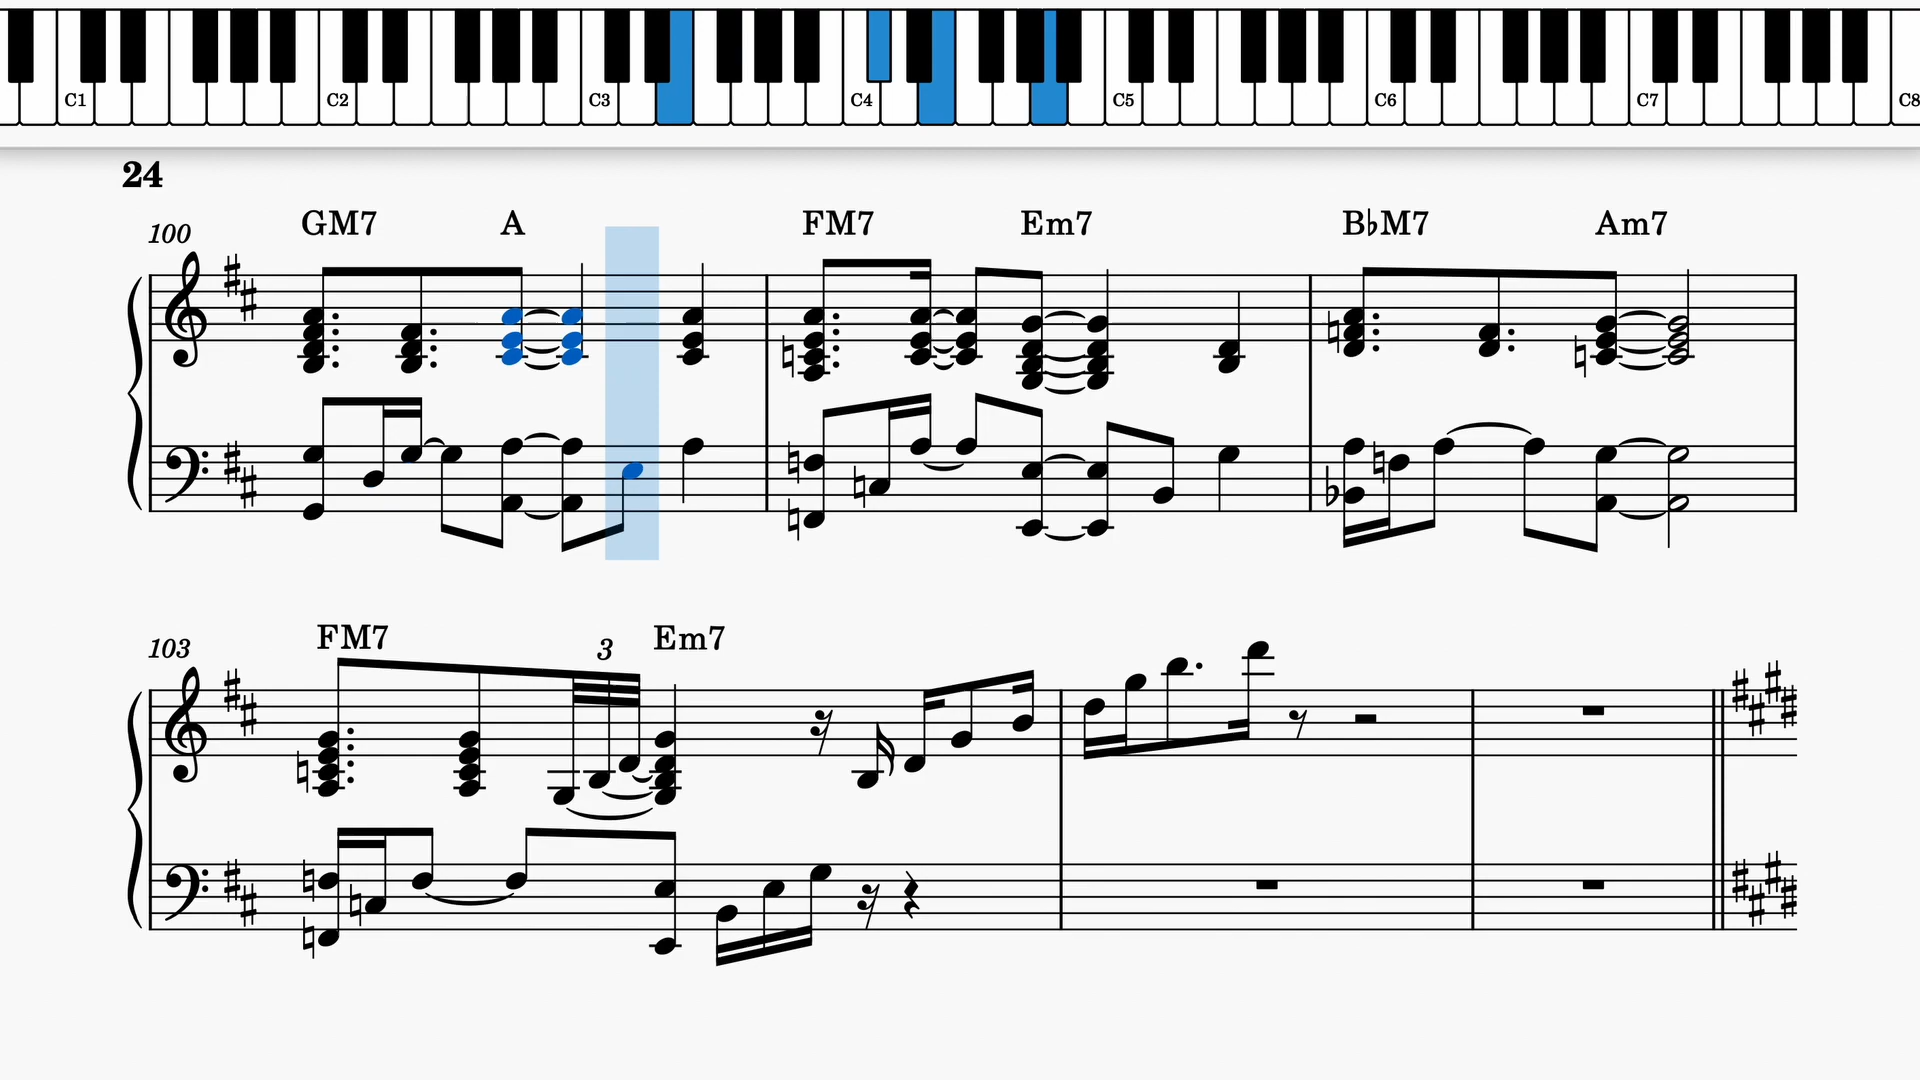 C1 C2 C3 C4 C5 C6 C7 C8
24
100 GM7 A FM7 Em7 B♭M7 Am7
103 FM7 3 Em7